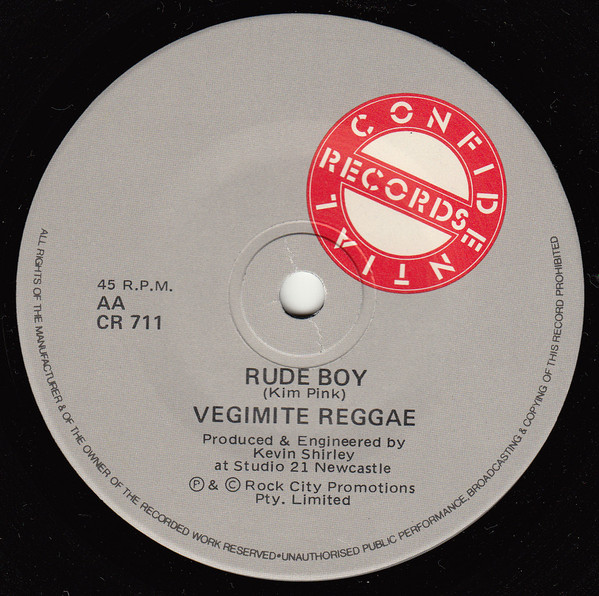 CONFIDENTIAL
RECORDS
45 R.P.M.
AA
CR 711
RUDE BOY
(Kim Pink)
VEGIMITE REGGAE
Produced & Engineered by
Kevin Shirley
at Studio 21 Newcastle
Ⓟ & © Rock City Promotions
Pty. Limited
ALL RIGHTS OF THE MANUFACTURER & OF THE OWNER OF THE RECORDED WORK RESERVED•UNAUTHORISED PUBLIC PERFORMANCE, BROADCASTING & COPYING OF THIS RECORD PROHIBITED